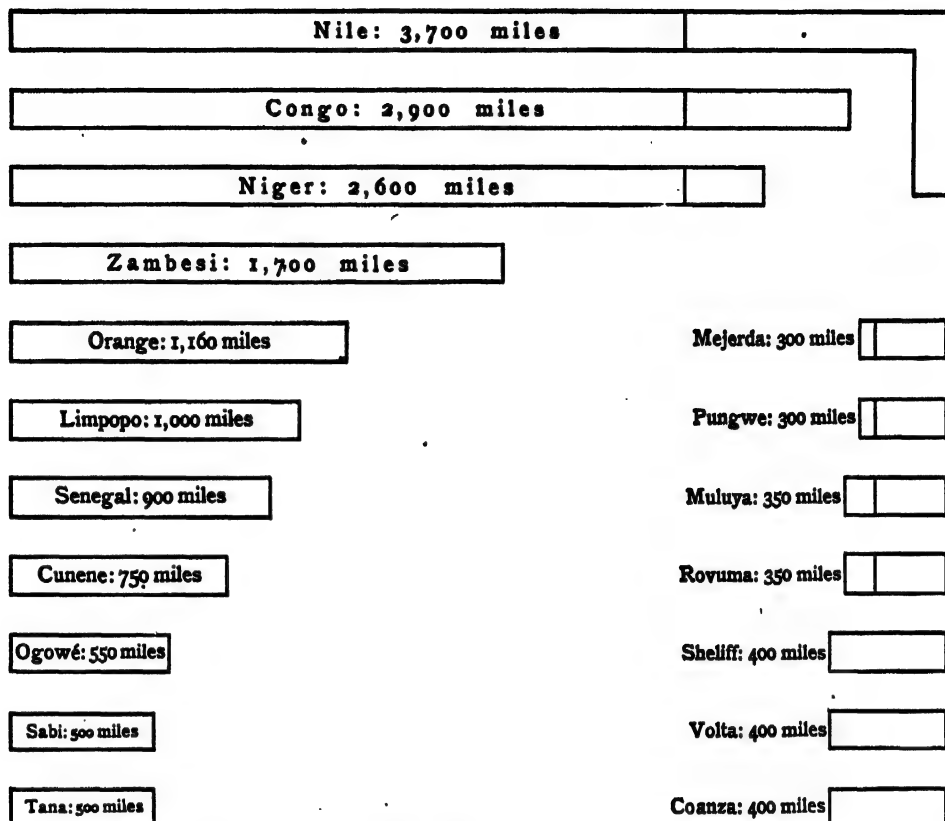 Nile: 3,700 miles
Congo: 2,900 miles
Niger: 2,600 miles
Zambesi: 1,700 miles
Orange: 1,160 miles
Mejerda: 300 miles
Limpopo: 1,000 miles
Pungwe: 300 miles
Senegal: 900 miles
Muluya: 350 miles
Cunene: 750 miles
Rovuma: 350 miles
Ogowé: 550 miles
Sheliff: 400 miles
Sabi: 500 miles
Volta: 400 miles
Tana: 500 miles
Coanza: 400 miles